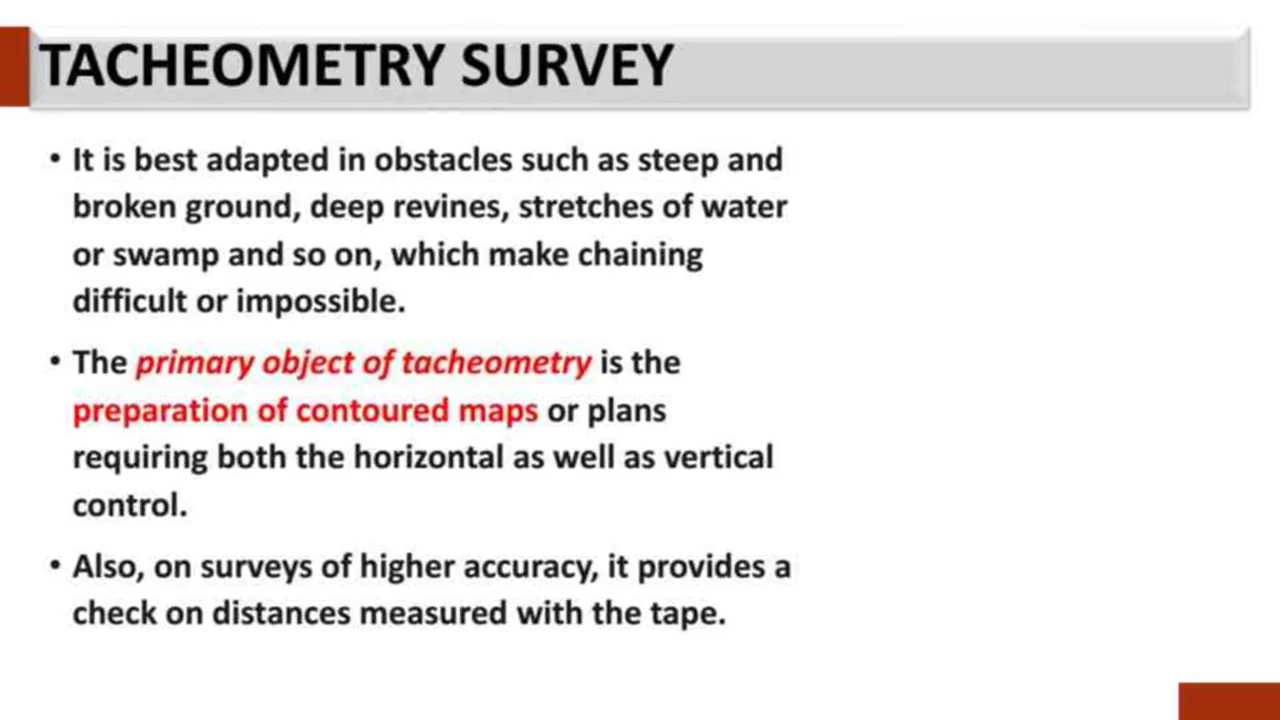 TACHEOMETRY SURVEY
• It is best adapted in obstacles such as steep and
broken ground, deep revines, stretches of water
or swamp and so on, which make chaining
difficult or impossible.
• The primary object of tacheometry is the
preparation of contoured maps or plans
requiring both the horizontal as well as vertical
control.
• Also, on surveys of higher accuracy, it provides a
check on distances measured with the tape.